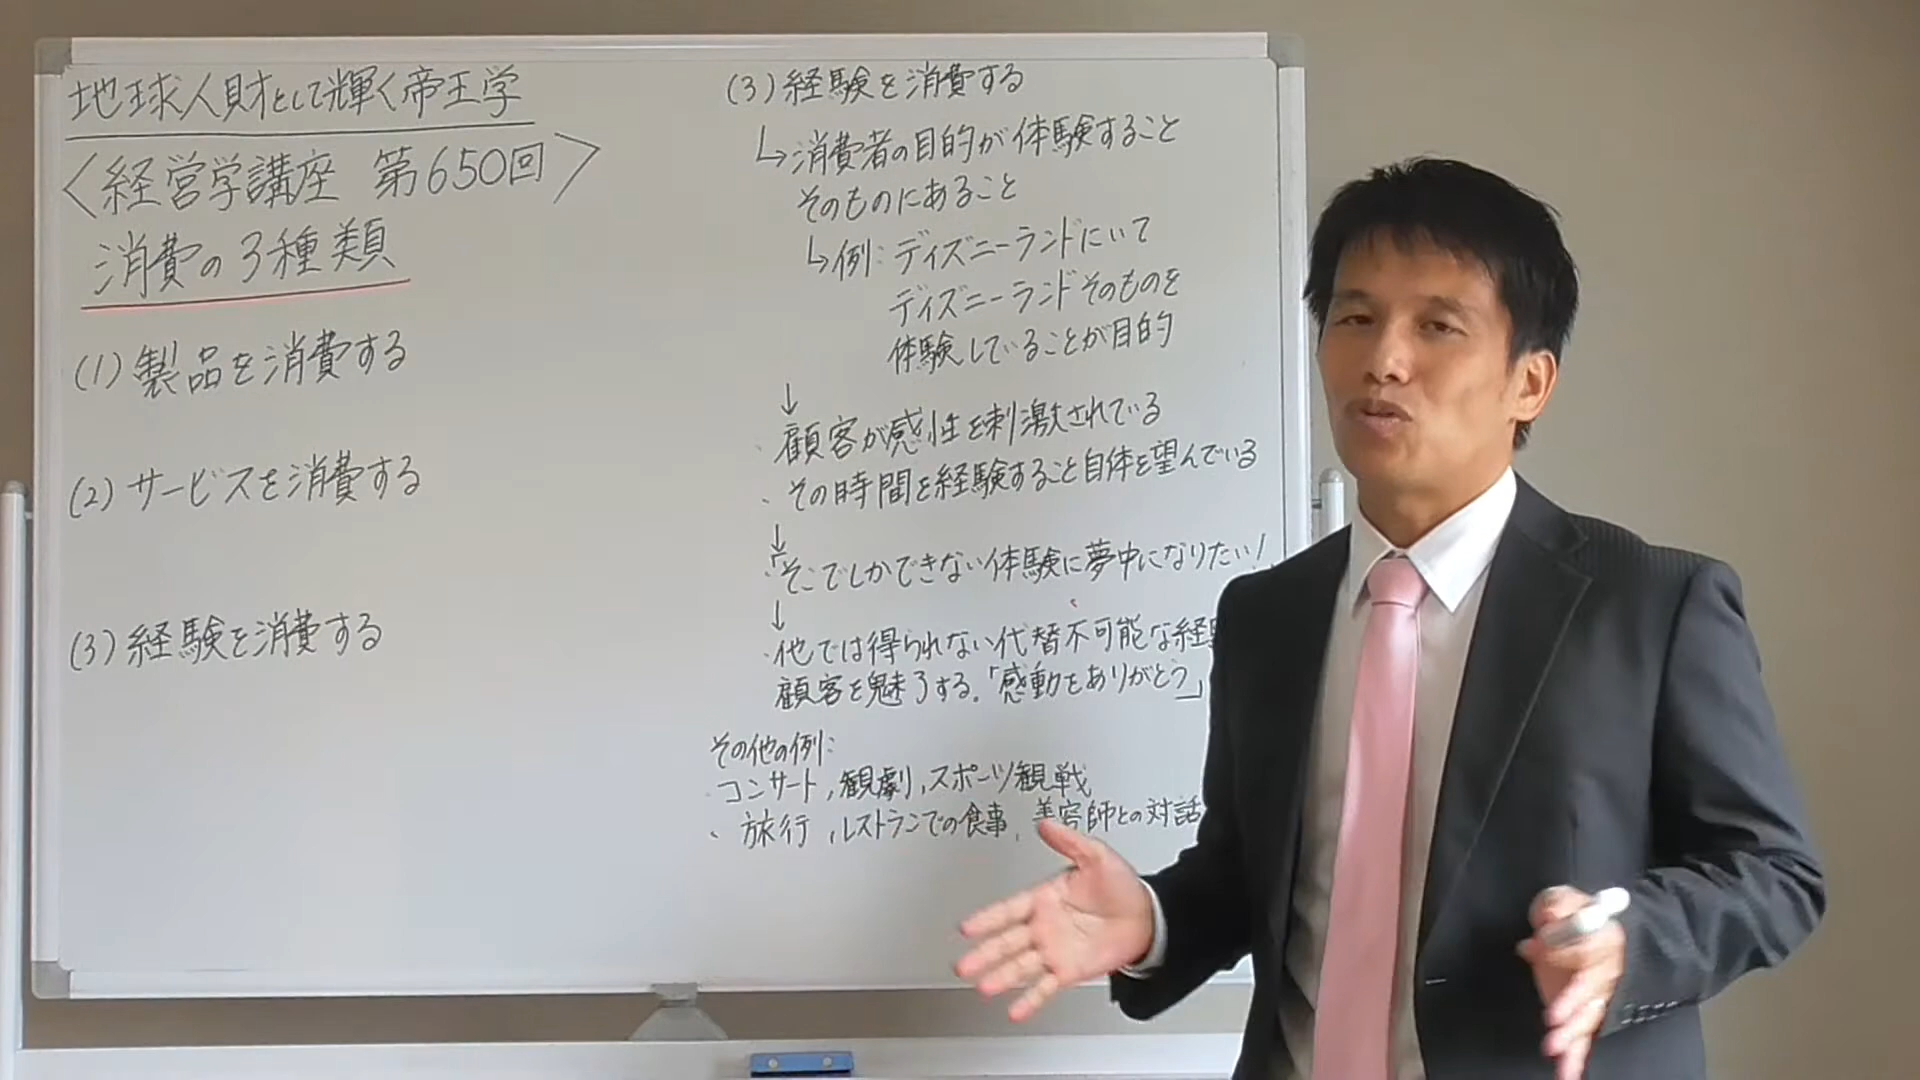 地球人財として輝く帝王学
〈経営学講座 第650回〉
消費の3種類
(1) 製品を消費する
(2) サービスを消費する
(3) 経験を消費する
(3) 経験を消費する
↳消費者の目的が体験すること
そのものにあること
↳例:ディズニーランドにいて
ディズニーランドそのものを
体験していることが目的
↓
・顧客が感性を刺激されている
・その時間を経験すること自体を望んでいる
↓
・「そこでしかできない体験に夢中になりたい!
↓
・他では得られない代替不可能な経
顧客を魅了する。「感動をありがとう」
その他の例:
・コンサート,観劇,スポーツ観戦
・旅行,レストランでの食事,美容師との対話